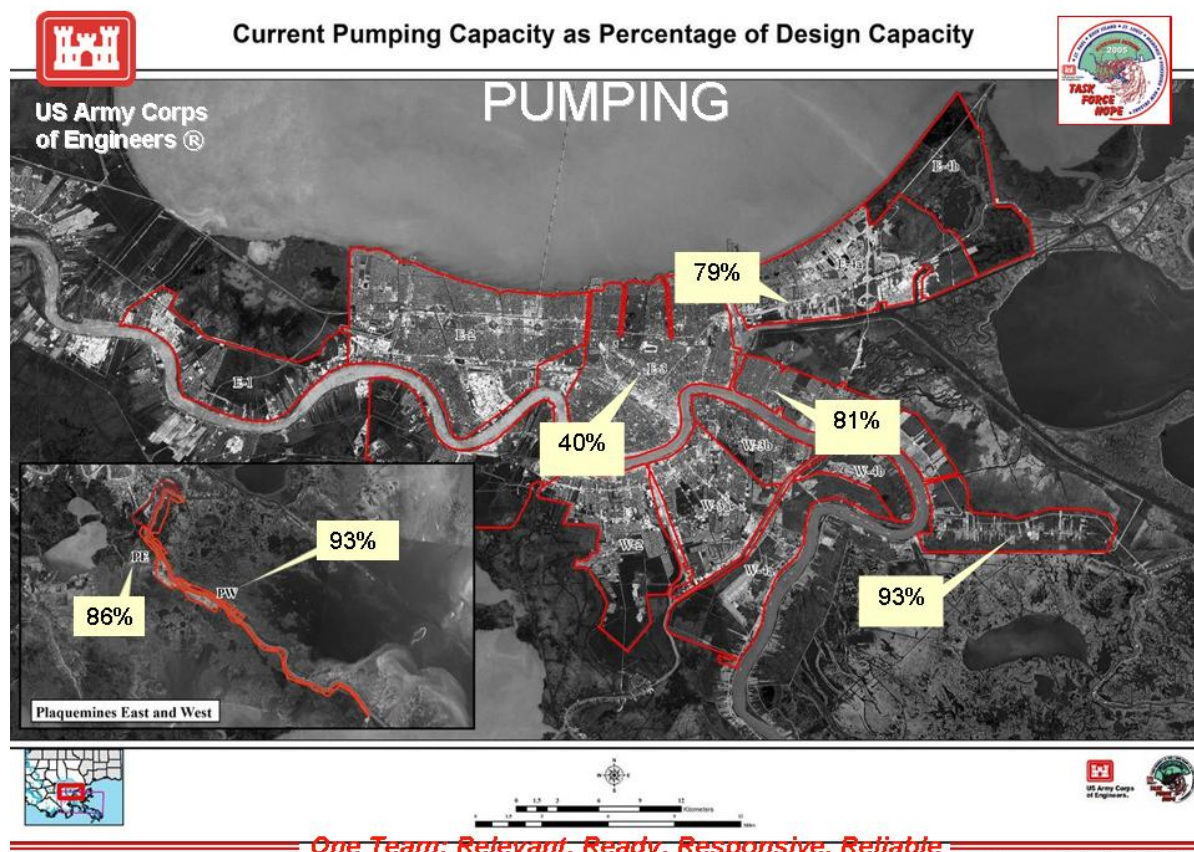 Current Pumping Capacity as Percentage of Design Capacity
US Army Corps
of Engineers ®
PUMPING
2005
TASK
FORCE
HOPE
E-4b
79%
E-2
E-1
E-3
81%
40%
W-3b
W-4b
W-2
W-4a
93%
PE
93%
PW
86%
Plaquemines East and West
US Army Corps
of Engineers.
One Team: Relevant, Ready, Responsive, Reliable